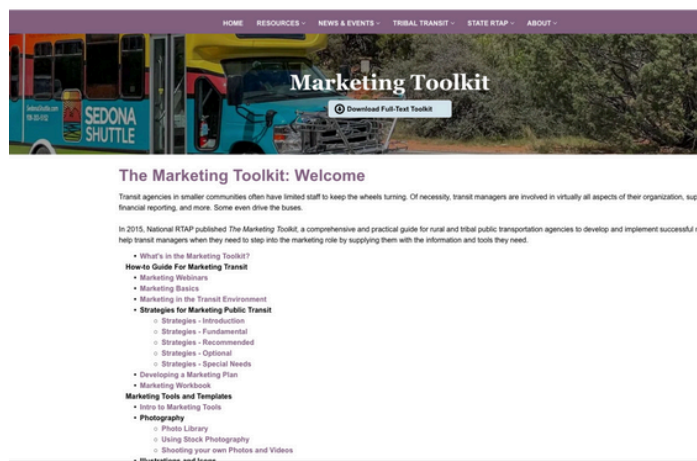 HOME RESOURCES NEWS & EVENTS TRIBAL TRANSIT STATE RTAP ABOUT
Marketing Toolkit
Download Full-Text Toolkit
SedonaShuttle.com
SEDONA
SHUTTLE
The Marketing Toolkit: Welcome
Transit agencies in smaller communities often have limited staff to keep the wheels turning. Of necessity, transit managers are involved in virtually all aspects of their organization,
financial reporting, and more. Some even drive the buses.
In 2015, National RTAP published The Marketing Toolkit, a comprehensive and practical guide for rural and tribal public transportation agencies to develop and implement successful
help transit managers when they need to step into the marketing role by supplying them with the information and tools they need.
• What's in the Marketing Toolkit?
How-to Guide For Marketing Transit
• Marketing Webinars
• Marketing Basics
• Marketing in the Transit Environment
• Strategies for Marketing Public Transit
○ Strategies - Introduction
○ Strategies - Fundamental
○ Strategies - Recommended
○ Strategies - Optional
○ Strategies - Special Needs
• Developing a Marketing Plan
• Marketing Workbook
Marketing Tools and Templates
• Intro to Marketing Tools
• Photography
○ Photo Library
○ Using Stock Photography
○ Shooting your own Photos and Videos
• Illustrations and Icons